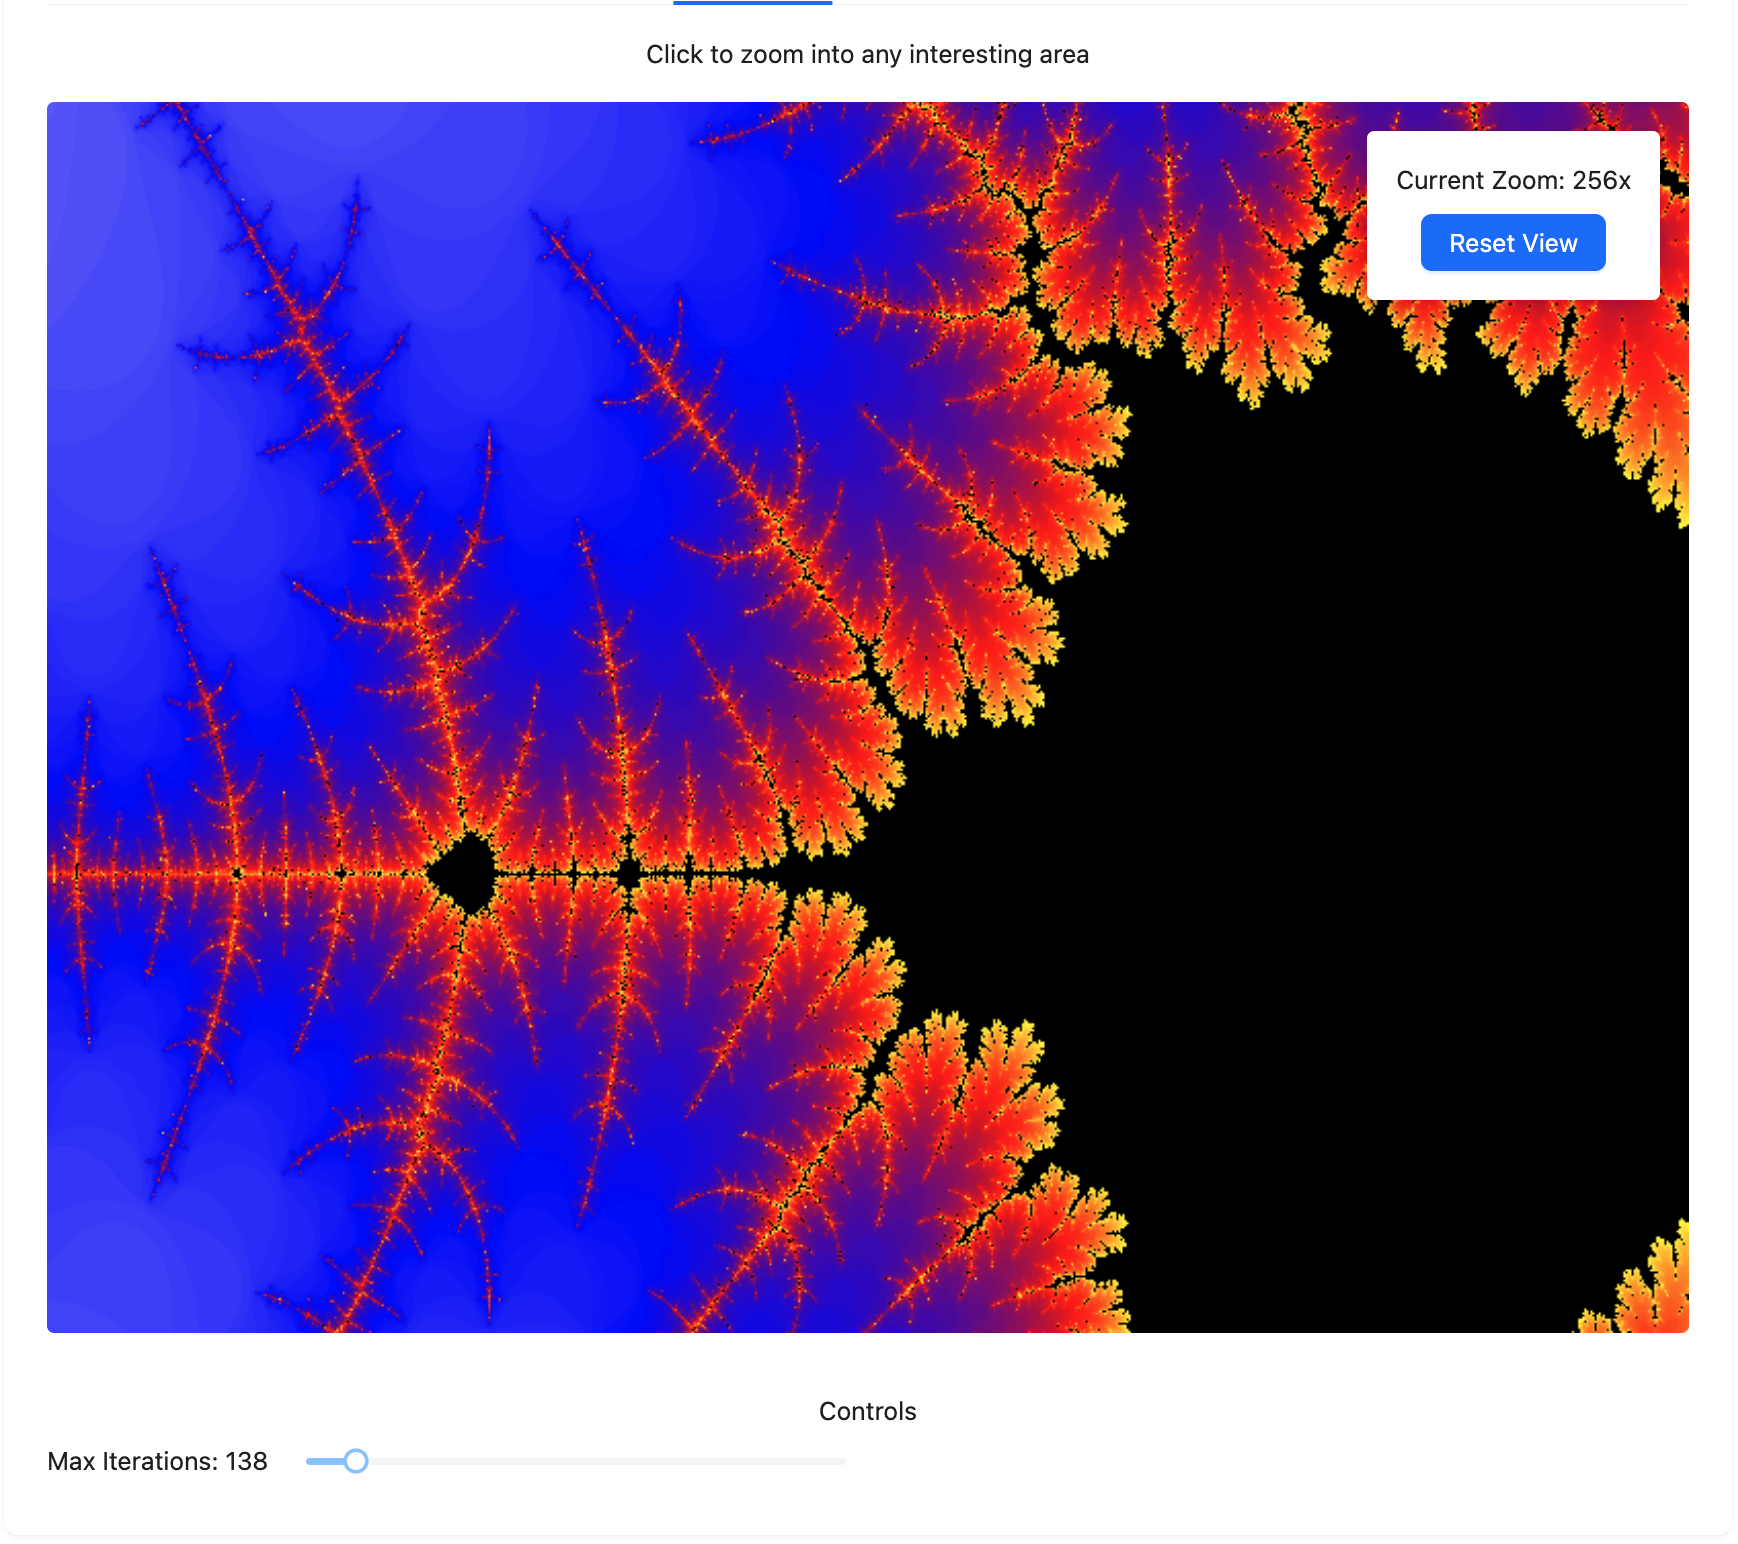 Click to zoom into any interesting area
Current Zoom: 256x
Reset View
Controls
Max Iterations: 138